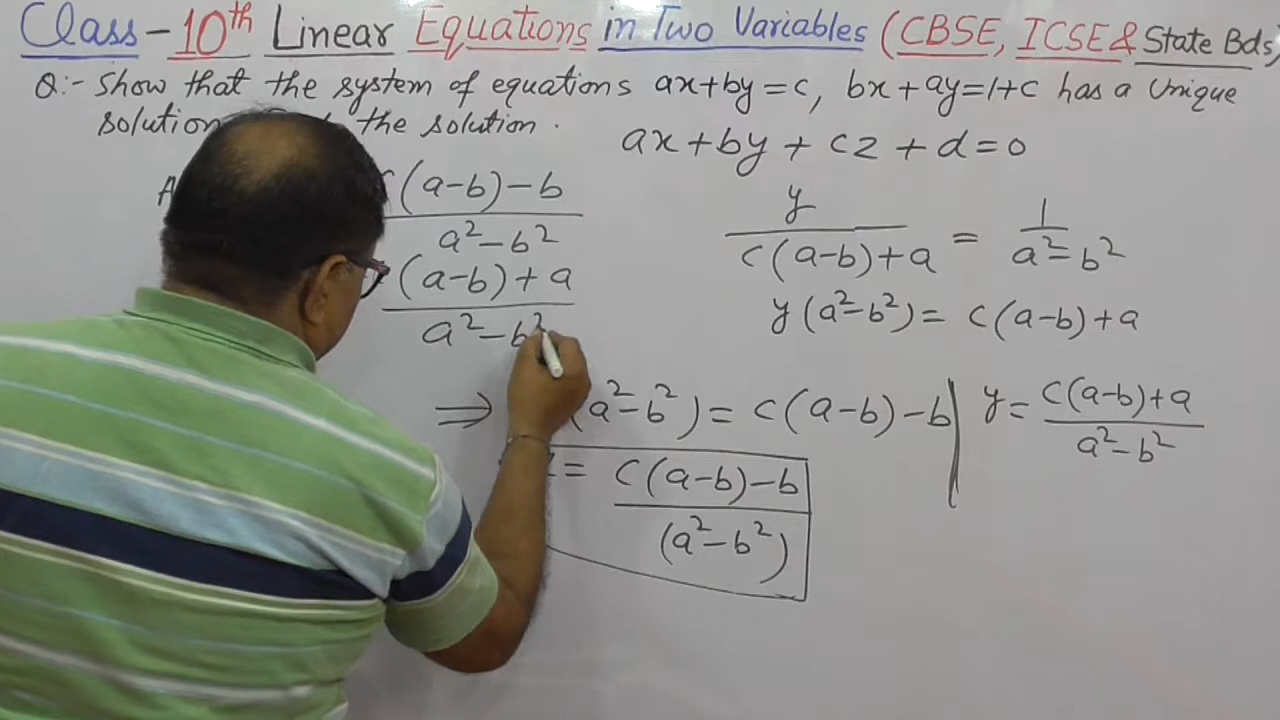 Class-10th Linear Equations in Two Variables (CBSE, ICSE & State Bds)
Q:- Show that the system of equations ax+by=c, bx+ay=1+c has a Unique
solution the solution.
ax+by+cz+d=0
(a-b)-b / a²-b²
(a-b)+a / a²-b²
y / c(a-b)+a = 1 / a²-b²
y(a²-b²)= c(a-b)+a
⇒ (a²-b²)= c(a-b)-b
= c(a-b)-b / (a²-b²)
y= c(a-b)+a / a²-b²